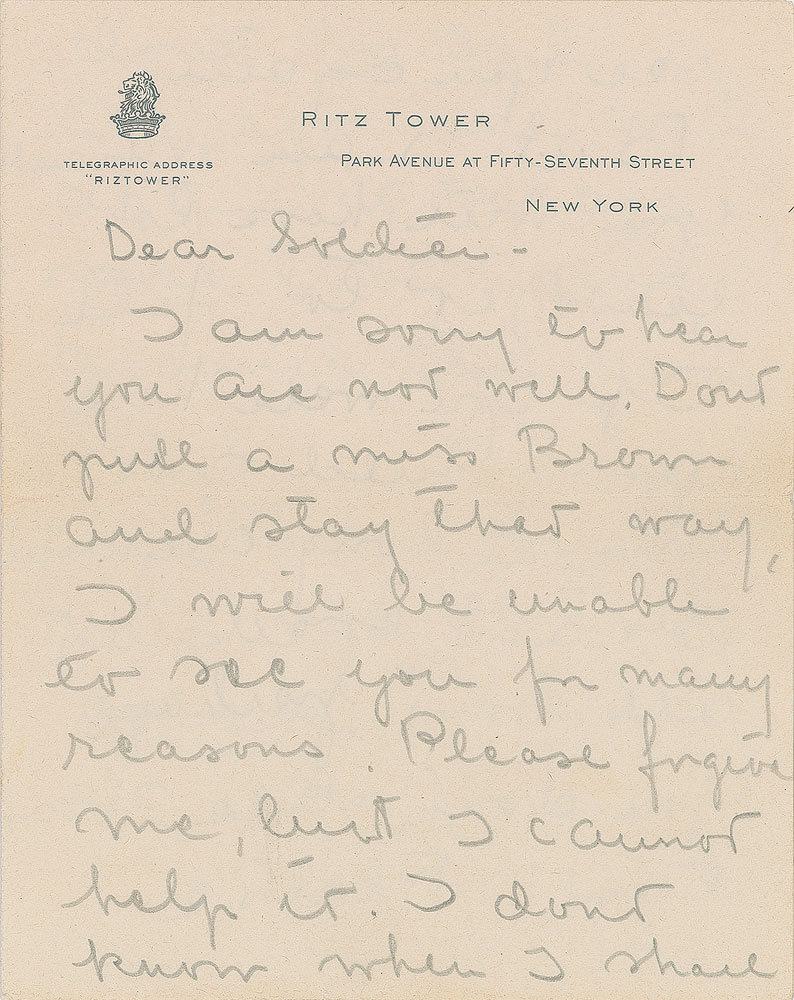 RITZ TOWER
TELEGRAPHIC ADDRESS
"RIZTOWER"
PARK AVENUE AT FIFTY-SEVENTH STREET
NEW YORK
Dear Soldier -
I am sorry to hear
you are not well. Dont
pull a miss Brown
and stay that way,
I will be unable
to see you for many
reasons. Please forgive
me, but I cannot
help it. I dont
know when I shall